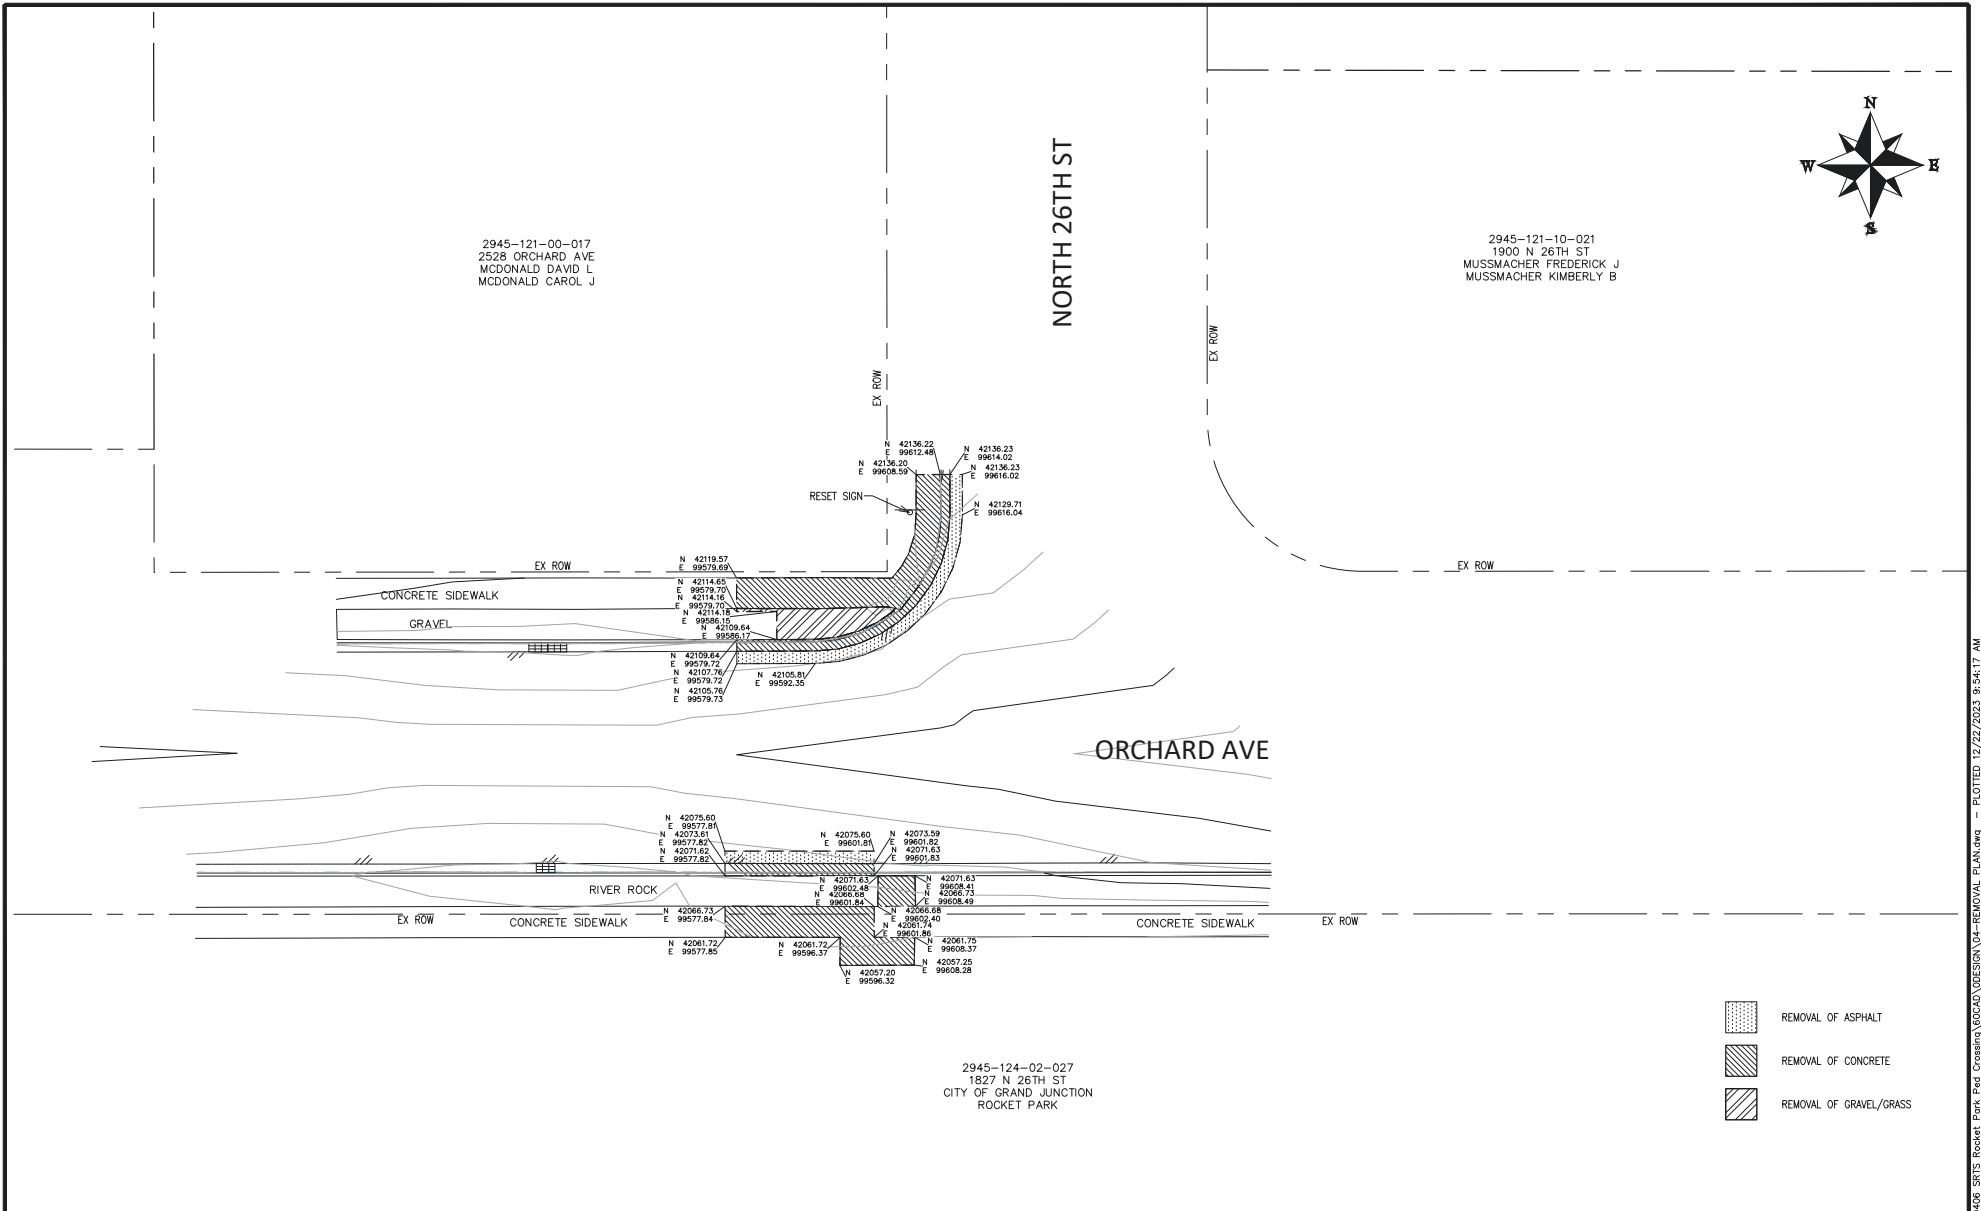 N
W
E
S
NORTH 26TH ST
2945-121-00-017
2528 ORCHARD AVE
MCDONALD DAVID L
MCDONALD CAROL J
2945-121-10-021
1900 N 26TH ST
MUSSMACHER FREDERICK J
MUSSMACHER KIMBERLY B
EX ROW
EX ROW
N 42136.22
E 99612.48
N 42136.23
E 99614.02
N 42136.20
E 99608.59
N 42136.23
E 99616.02
RESET SIGN
N 42129.71
E 99616.04
EX ROW
EX ROW
N 42119.57
E 99579.69
CONCRETE SIDEWALK
N 42114.65
E 99579.70
N 42114.16
E 99579.70
N 42114.18
E 99586.15
GRAVEL
N 42109.64
E 99586.17
N 42109.64
E 99579.72
N 42107.76
E 99579.72
N 42105.76
E 99579.73
N 42105.81
E 99592.35
ORCHARD AVE
N 42075.60
E 99577.81
N 42073.61
E 99577.82
N 42071.62
E 99577.82
N 42075.60
E 99601.81
N 42073.59
E 99601.82
N 42071.63
E 99601.83
N 42071.63
E 99602.48
N 42066.68
E 99601.84
N 42071.63
E 99608.41
N 42066.73
E 99608.49
RIVER ROCK
N 42066.73
E 99577.84
N 42066.68
E 99602.40
N 42061.74
E 99601.86
EX ROW
CONCRETE SIDEWALK
CONCRETE SIDEWALK
EX ROW
N 42061.72
E 99577.85
N 42061.72
E 99596.37
N 42061.75
E 99608.37
N 42057.25
E 99608.28
N 42057.20
E 99596.32
2945-124-02-027
1827 N 26TH ST
CITY OF GRAND JUNCTION
ROCKET PARK
REMOVAL OF ASPHALT
REMOVAL OF CONCRETE
REMOVAL OF GRAVEL/GRASS
SRTS Rocket Park Ped Crossing\60CAD\0DESIGN\04-REMOVAL PLAN.dwg - PLOTTED 12/22/2023 9:54:17 AM